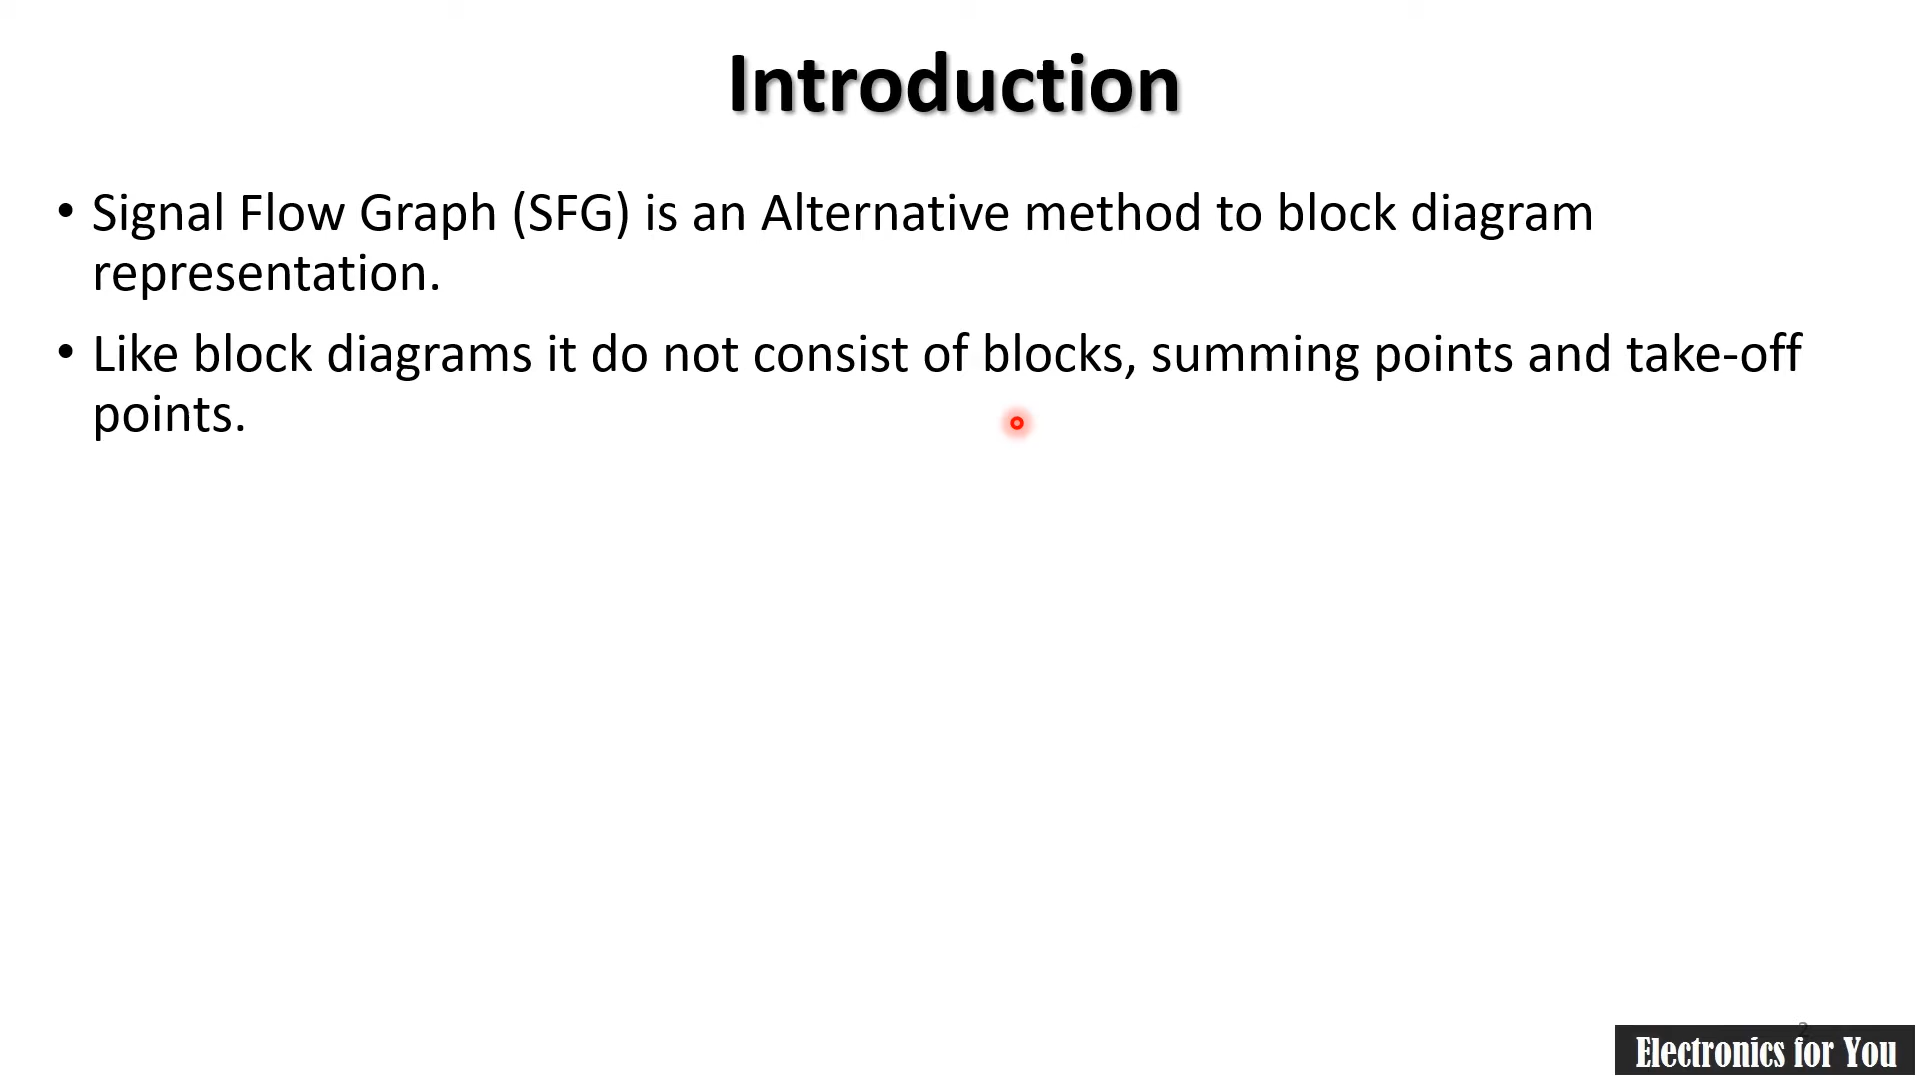 Introduction
• Signal Flow Graph (SFG) is an Alternative method to block diagram
representation.
• Like block diagrams it do not consist of blocks, summing points and take-off
points.
2
Electronics for You